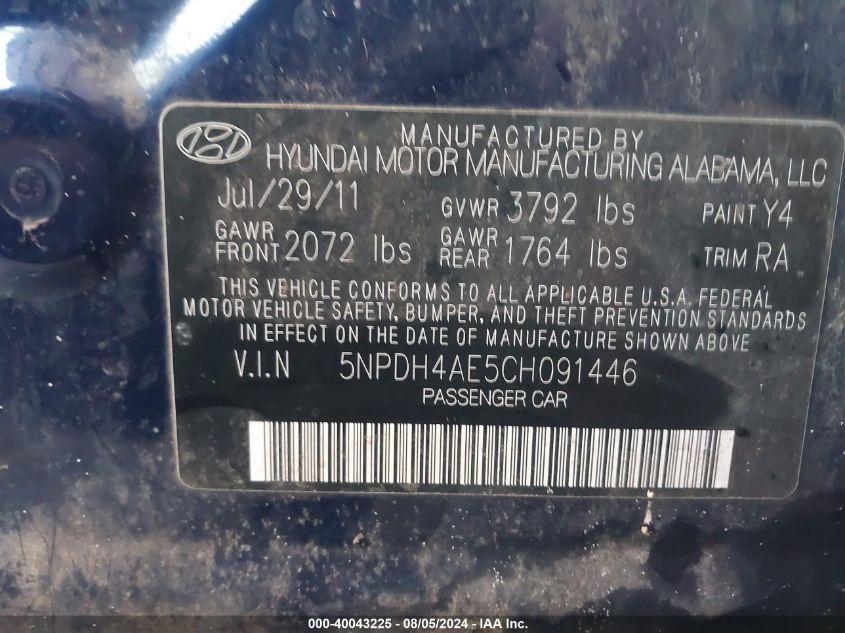 MANUFACTURED BY
HYUNDAI MOTOR MANUFACTURING ALABAMA, LLC
Jul/29/11 GVWR 3792 lbs PAINT Y4
GAWR FRONT 2072 lbs GAWR REAR 1764 lbs TRIM RA
THIS VEHICLE CONFORMS TO ALL APPLICABLE U.S.A. FEDERAL
MOTOR VEHICLE SAFETY, BUMPER, AND THEFT PREVENTION STANDARDS
IN EFFECT ON THE DATE OF MANUFACTURE SHOWN ABOVE
V.I.N 5NPDH4AE5CH091446
PASSENGER CAR
000-40043225 - 08/05/2024 - IAA Inc.